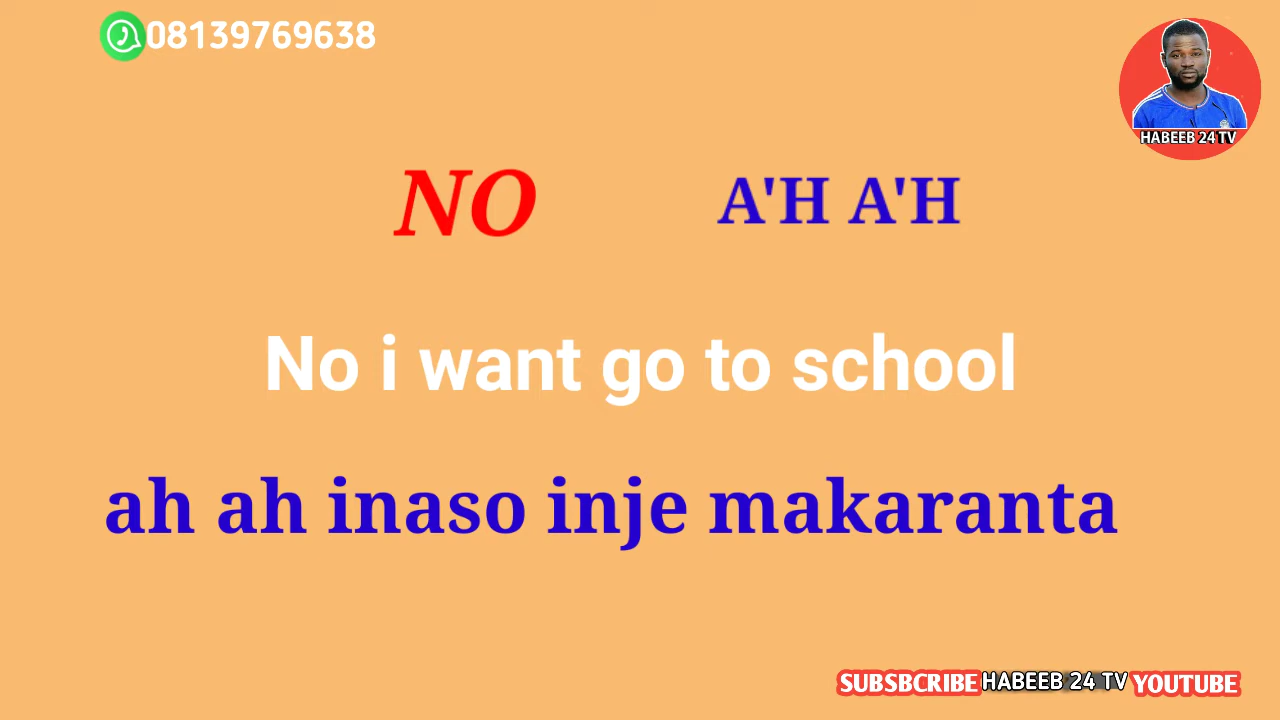 08139769638
HABEEB 24 TV
NO A'H A'H
No i want go to school
ah ah inaso inje makaranta
SUBSBCRIBE HABEEB 24 TV YOUTUBE